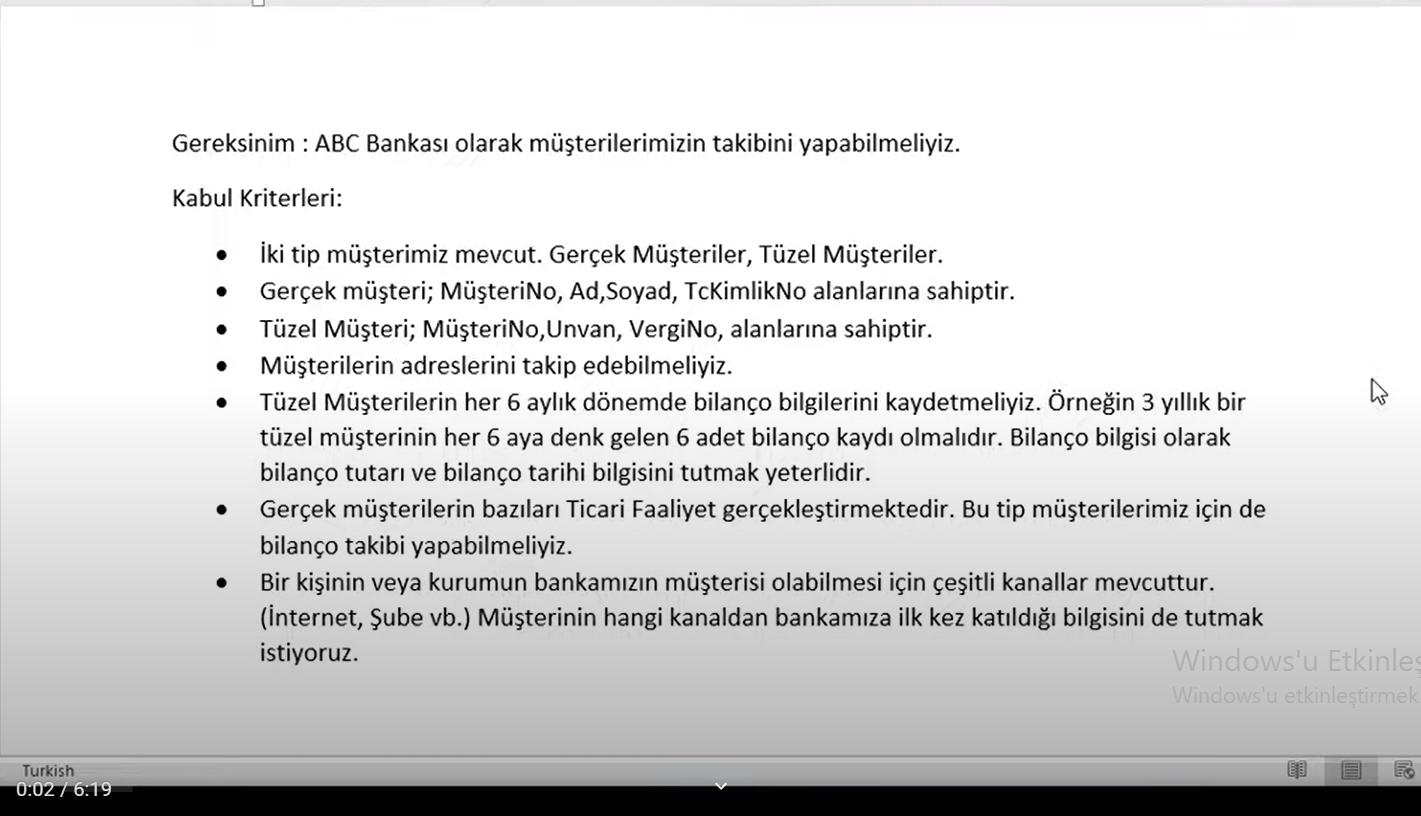 Gereksinim : ABC Bankası olarak müşterilerimizin takibini yapabilmeliyiz.
Kabul Kriterleri:
• İki tip müşterimiz mevcut. Gerçek Müşteriler, Tüzel Müşteriler.
• Gerçek müşteri; MüşteriNo, Ad,Soyad, TcKimlikNo alanlarına sahiptir.
• Tüzel Müşteri; MüşteriNo,Unvan, VergiNo, alanlarına sahiptir.
• Müşterilerin adreslerini takip edebilmeliyiz.
• Tüzel Müşterilerin her 6 aylık dönemde bilanço bilgilerini kaydetmeliyiz. Örneğin 3 yıllık bir
tüzel müşterinin her 6 aya denk gelen 6 adet bilanço kaydı olmalıdır. Bilanço bilgisi olarak
bilanço tutarı ve bilanço tarihi bilgisini tutmak yeterlidir.
• Gerçek müşterilerin bazıları Ticari Faaliyet gerçekleştirmektedir. Bu tip müşterilerimiz için de
bilanço takibi yapabilmeliyiz.
• Bir kişinin veya kurumun bankamızın müşterisi olabilmesi için çeşitli kanallar mevcuttur.
(İnternet, Şube vb.) Müşterinin hangi kanaldan bankamıza ilk kez katıldığı bilgisini de tutmak
istiyoruz.
Windows'u Etkinleş
Windows'u etkinleştirmek
Turkish
0:02 / 6:19